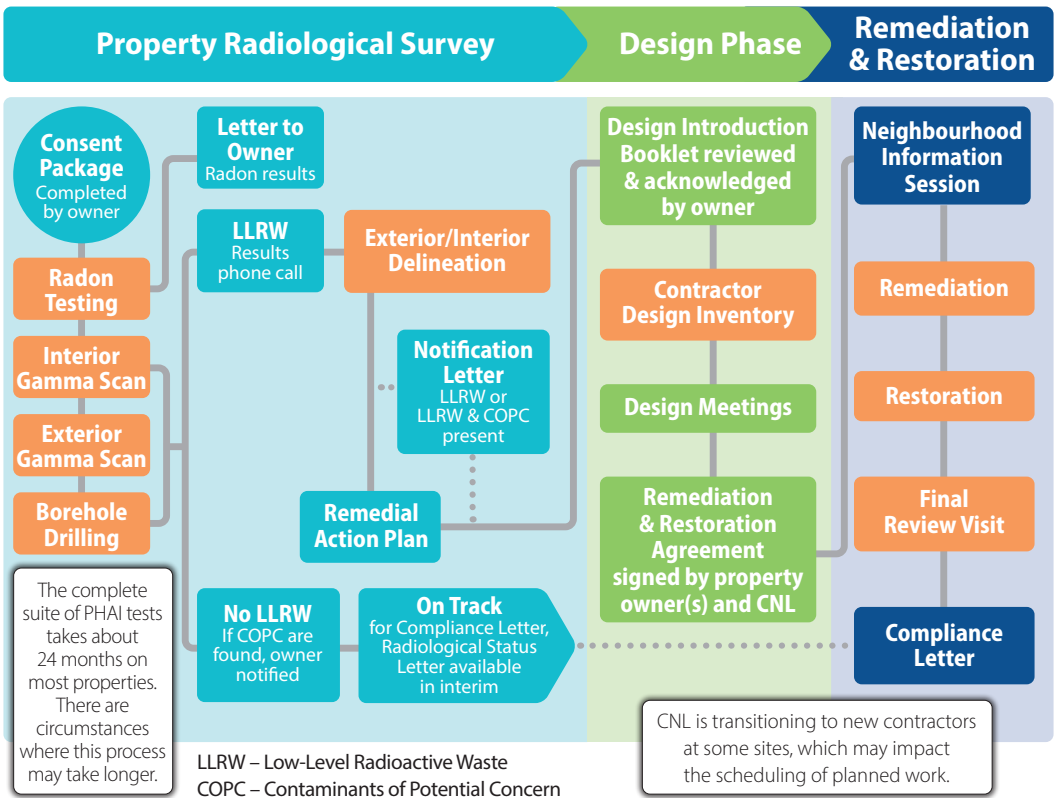 Property Radiological Survey
Design Phase
Remediation
& Restoration
Consent
Package
Completed
by owner
Radon
Testing
Interior
Gamma Scan
Exterior
Gamma Scan
Borehole
Drilling
The complete
suite of PHAI tests
takes about
24 months on
most properties.
There are
circumstances
where this process
may take longer.
Letter to
Owner
Radon results
LLRW
Results
phone call
Exterior/Interior
Delineation
Notification
Letter
LLRW or
LLRW & COPC
present
Remedial
Action Plan
No LLRW
If COPC are
found, owner
notified
On Track
for Compliance Letter,
Radiological Status
Letter available
in interim
LLRW – Low-Level Radioactive Waste
COPC – Contaminants of Potential Concern
Design Introduction
Booklet reviewed
& acknowledged
by owner
Contractor
Design Inventory
Design Meetings
Remediation
& Restoration
Agreement
signed by property
owner(s) and CNL
Neighbourhood
Information
Session
Remediation
Restoration
Final
Review Visit
Compliance
Letter
CNL is transitioning to new contractors
at some sites, which may impact
the scheduling of planned work.